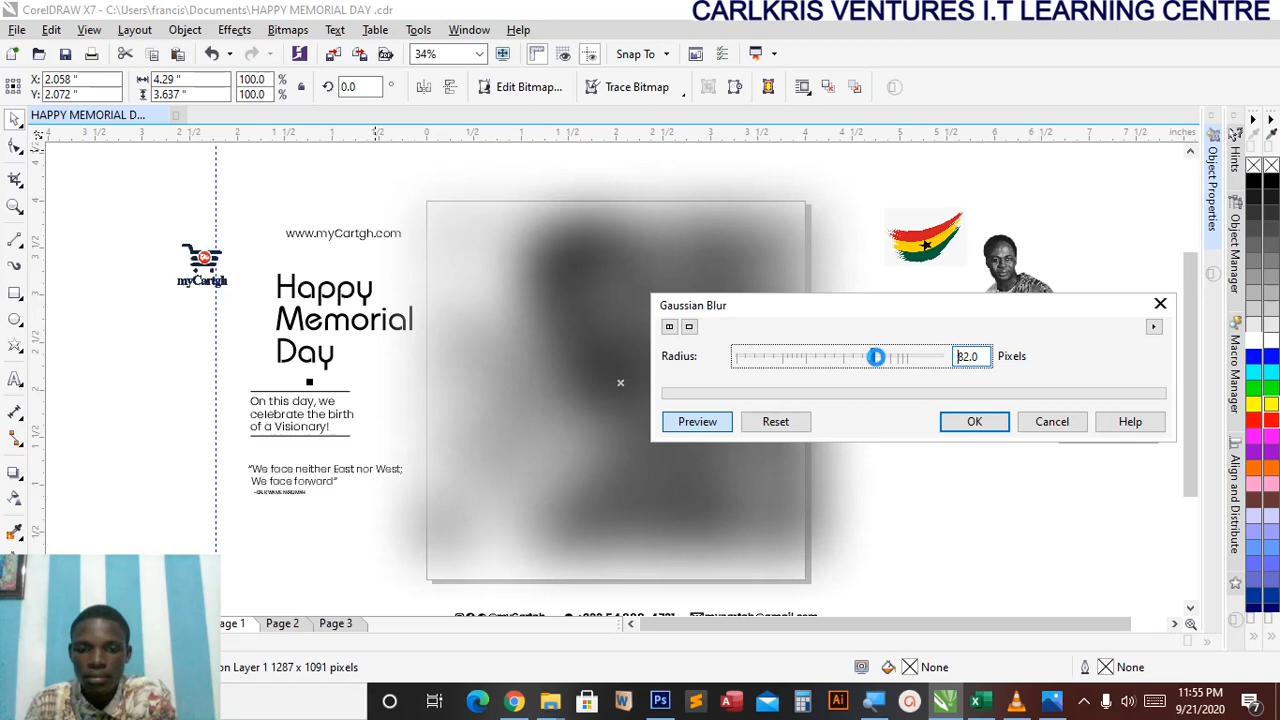 CorelDRAW X7 - C:\Users\francis\Documents\HAPPY MEMORIAL DAY .cdr
CARLKRIS VENTURES I.T LEARNING CENTRE
File Edit View Layout Object Effects Bitmaps Text Table Tools Window Help
34% Snap To
X: 2.058 " 4.29 " 100.0 %
Y: 2.072 " 3.637 " 100.0 %
0.0 ° Edit Bitmap... Trace Bitmap
HAPPY MEMORIAL D...
inches
www.myCartgh.com
myCartgh
Happy
Memorial
Day
On this day, we
celebrate the birth
of a Visionary!
"We face neither East nor West;
We face forward"
Gaussian Blur
Radius: 82.0 Pixels
Preview Reset OK Cancel Help
Hints
Object Properties
Object Manager
Macro Manager
Align and Distribute
age 1 Page 2 Page 3
on Layer 1 1287 x 1091 pixels
None None
11:55 PM
9/21/2020
7